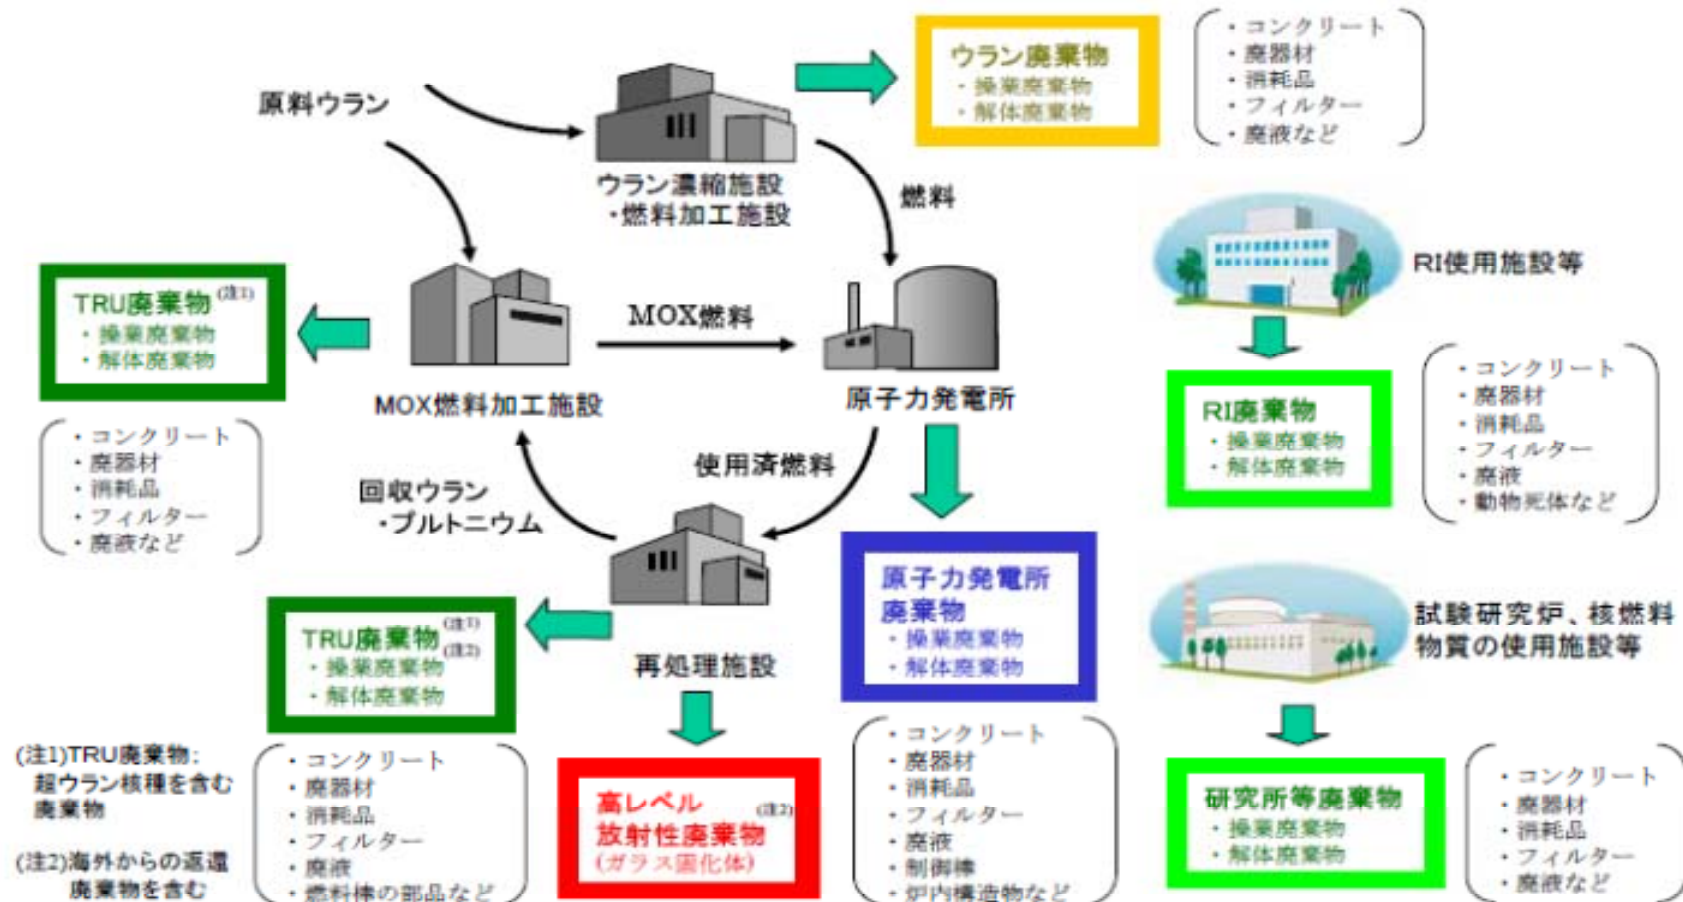 原料ウラン
ウラン濃縮施設
・燃料加工施設
ウラン廃棄物
・操業廃棄物
・解体廃棄物
・コンクリート
・廃器材
・消耗品
・フィルター
・廃液など
燃料
RI使用施設等
TRU廃棄物(注1)
・操業廃棄物
・解体廃棄物
・コンクリート
・廃器材
・消耗品
・フィルター
・廃液など
MOX燃料加工施設
MOX燃料
原子力発電所
RI廃棄物
・操業廃棄物
・解体廃棄物
・コンクリート
・廃器材
・消耗品
・フィルター
・廃液
・動物死体など
使用済燃料
回収ウラン
・プルトニウム
再処理施設
TRU廃棄物(注1)(注2)
・操業廃棄物
・解体廃棄物
・コンクリート
・廃器材
・消耗品
・フィルター
・廃液
・燃料棒の部品など
高レベル
放射性廃棄物(注2)
(ガラス固化体)
原子力発電所
廃棄物
・操業廃棄物
・解体廃棄物
・コンクリート
・廃器材
・消耗品
・フィルター
・廃液
・制御棒
・炉内構造物など
試験研究炉、核燃料
物質の使用施設等
研究所等廃棄物
・操業廃棄物
・解体廃棄物
・コンクリート
・廃器材
・消耗品
・フィルター
・廃液など
(注1)TRU廃棄物:
超ウラン核種を含む
廃棄物
(注2)海外からの返還
廃棄物を含む